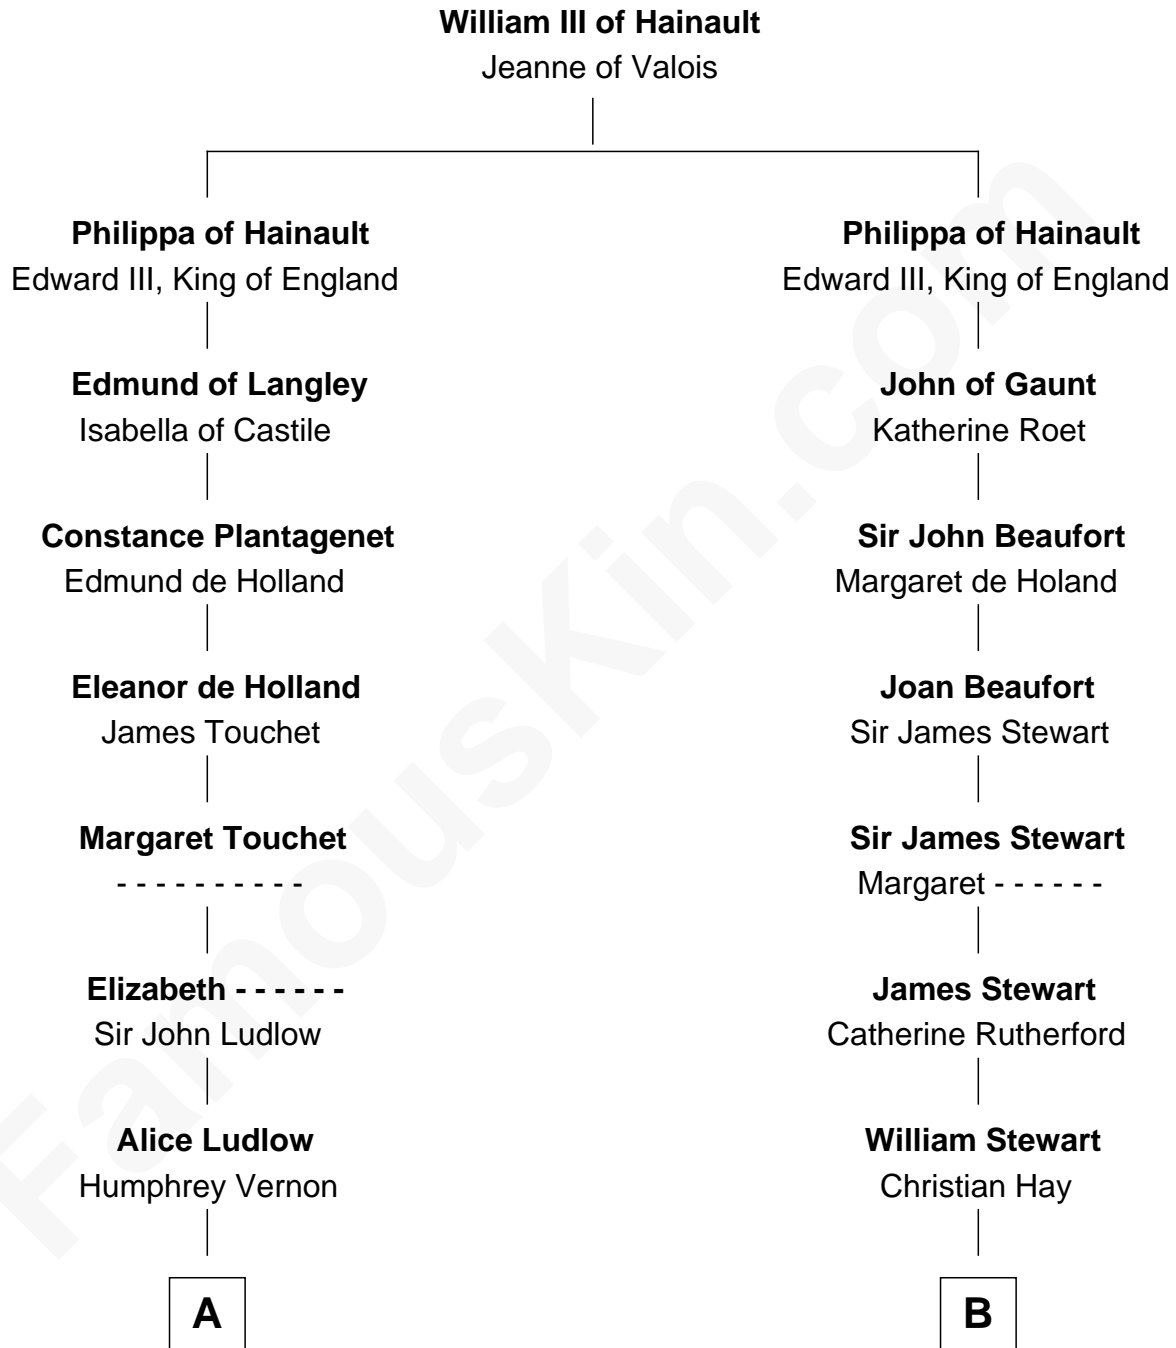 William III of Hainault
Jeanne of Valois
Philippa of Hainault
Edward III, King of England
Edmund of Langley
Isabella of Castile
Constance Plantagenet
Edmund de Holland
Eleanor de Holland
James Touchet
Margaret Touchet
- - - - - - - - - -
Elizabeth - - - - - -
Sir John Ludlow
Alice Ludlow
Humphrey Vernon
A
Philippa of Hainault
Edward III, King of England
John of Gaunt
Katherine Roet
Sir John Beaufort
Margaret de Holand
Joan Beaufort
Sir James Stewart
Sir James Stewart
Margaret - - - - - -
James Stewart
Catherine Rutherford
William Stewart
Christian Hay
B
FamousKin.com